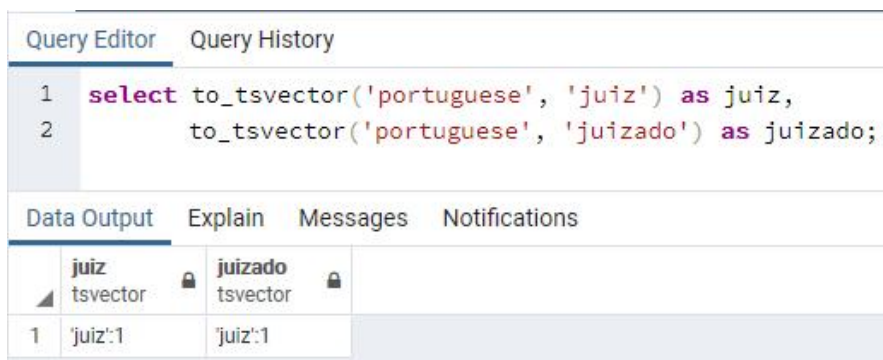 Query Editor Query History
1 select to_tsvector('portuguese', 'juiz') as juiz,
2 to_tsvector('portuguese', 'juizado') as juizado;
Data Output Explain Messages Notifications
juiz juizado
tsvector tsvector
1 'juiz':1 'juiz':1